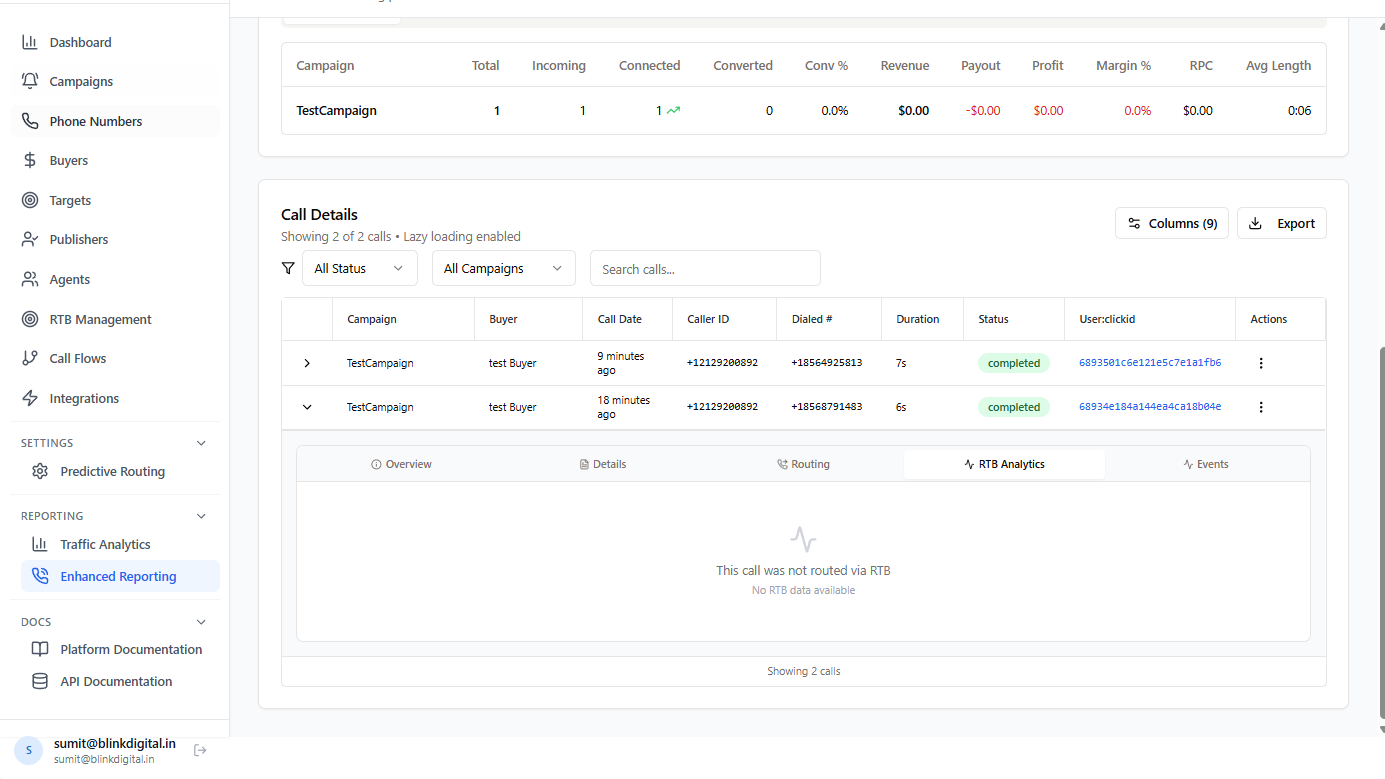 Dashboard
Campaigns
Phone Numbers
Buyers
Targets
Publishers
Agents
RTB Management
Call Flows
Integrations
SETTINGS
Predictive Routing
REPORTING
Traffic Analytics
Enhanced Reporting
DOCS
Platform Documentation
API Documentation
S
sumit@blinkdigital.in
sumit@blinkdigital.in
Campaign Total Incoming Connected Converted Conv % Revenue Payout Profit Margin % RPC Avg Length
TestCampaign 1 1 1 0 0.0% $0.00 -$0.00 $0.00 0.0% $0.00 0:06
Call Details
Showing 2 of 2 calls • Lazy loading enabled
Columns (9) Export
All Status All Campaigns Search calls...
Campaign Buyer Call Date Caller ID Dialed # Duration Status User:clickid Actions
TestCampaign test Buyer 9 minutes ago +12129200892 +18564925813 7s completed 6893501c6e121e5c7e1a1fb6
TestCampaign test Buyer 18 minutes ago +12129200892 +18568791483 6s completed 68934e184a144ea4ca18b04e
Overview Details Routing RTB Analytics Events
This call was not routed via RTB
No RTB data available
Showing 2 calls